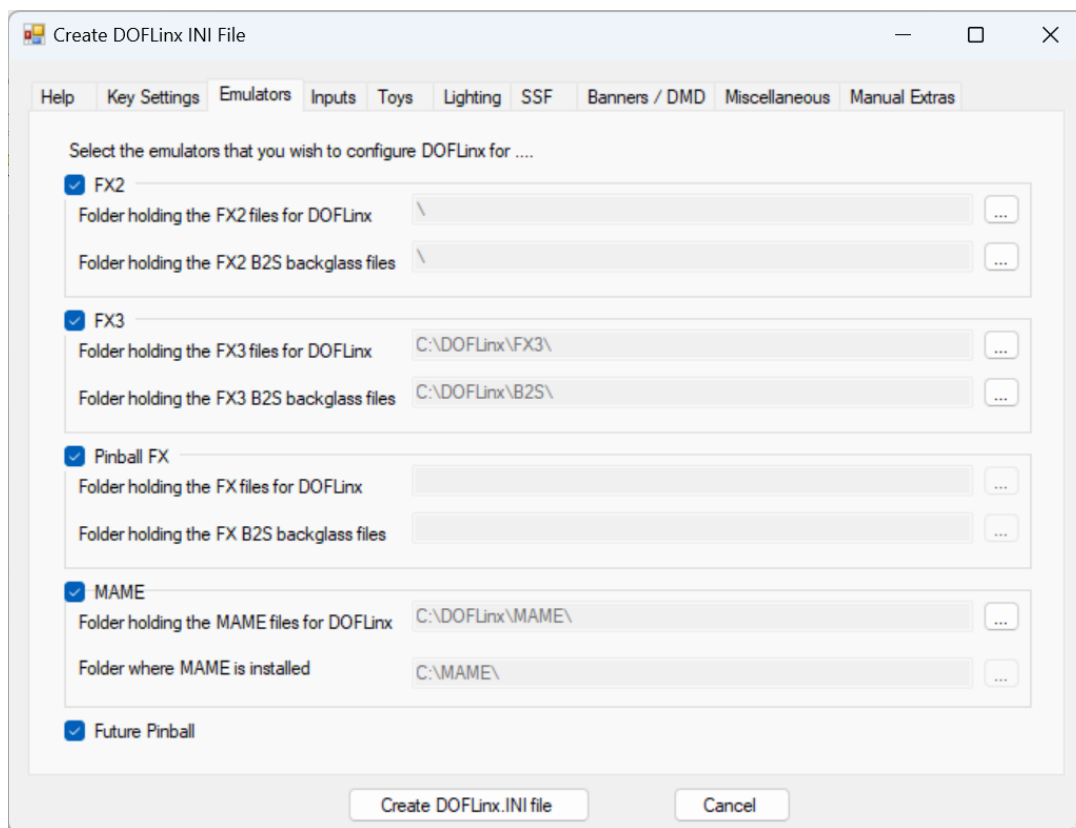 Create DOFLinx INI File
Help Key Settings Emulators Inputs Toys Lighting SSF Banners / DMD Miscellaneous Manual Extras
Select the emulators that you wish to configure DOFLinx for ....
FX2
Folder holding the FX2 files for DOFLinx \ ...
Folder holding the FX2 B2S backglass files \ ...
FX3
Folder holding the FX3 files for DOFLinx C:\DOFLinx\FX3\ ...
Folder holding the FX3 B2S backglass files C:\DOFLinx\B2S\ ...
Pinball FX
Folder holding the FX files for DOFLinx ...
Folder holding the FX B2S backglass files ...
MAME
Folder holding the MAME files for DOFLinx C:\DOFLinx\MAME\ ...
Folder where MAME is installed C:\MAME\ ...
Future Pinball
Create DOFLinx.INI file Cancel